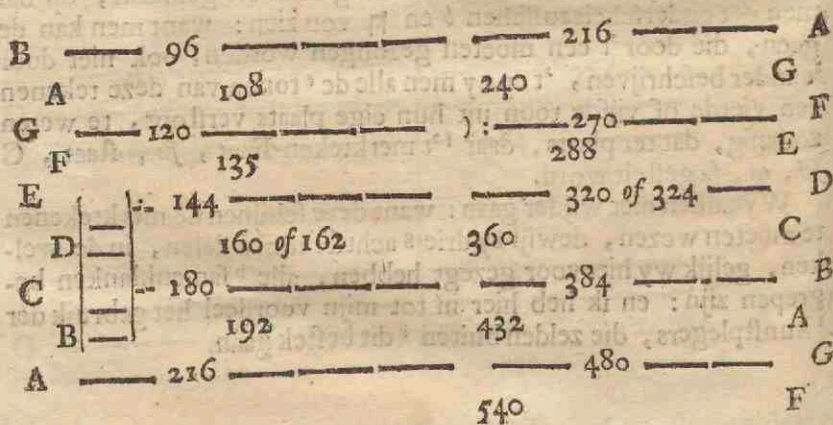 B 96 216 A
A 108 240 G
G 120 ): 270 F
F 135 288 E
E :- 144 320 of 324 D
D 160 of 162 360 C
C -- 180 384 B
B 192 432 A
A 216 480 G
540 F